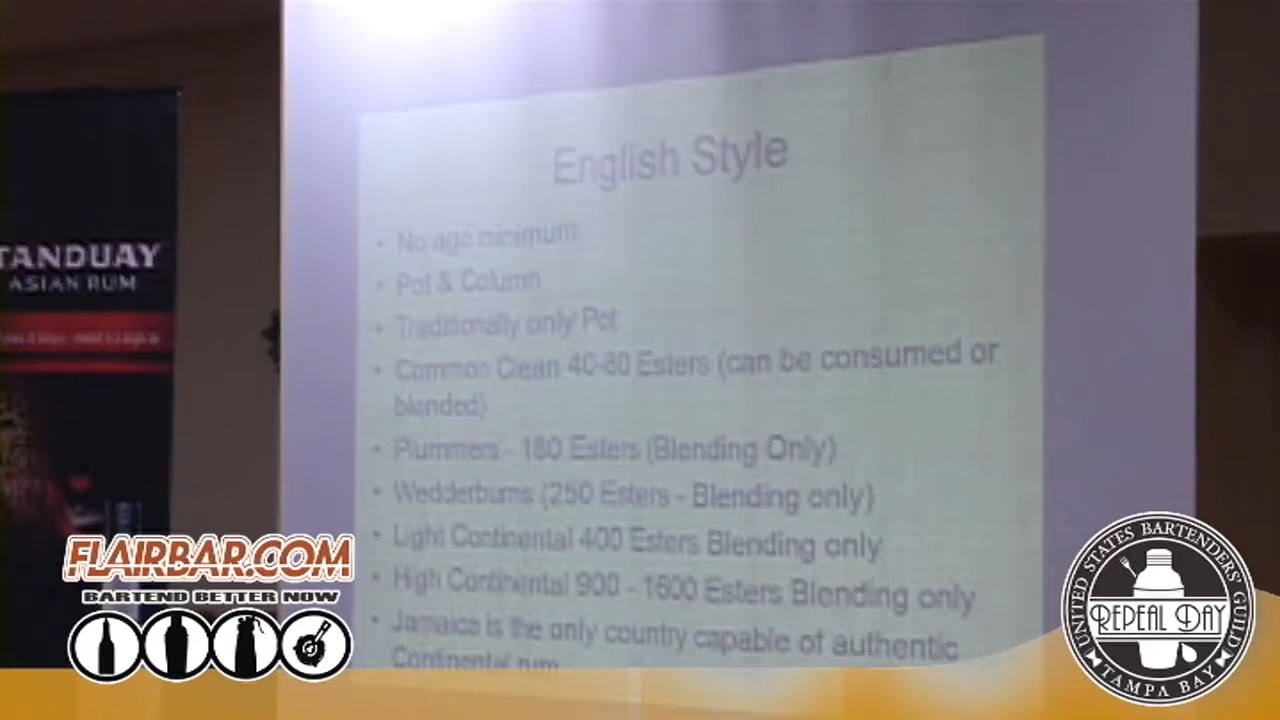 English Style
• No age minimum
• Pot & Column
• Traditionally only Pot
• Common Clean 40-80 Esters (can be consumed or
blended)
• Plummers - 180 Esters (Blending Only)
• Wedderburns (250 Esters - Blending only)
• Light Continental 400 Esters Blending only
• High Continental 900 - 1600 Esters Blending only
• Jamaica is the only country capable of authentic
Continental rum
TANDUAY
ASIAN RUM
FLAIRBAR.COM
BARTEND BETTER NOW
UNITED STATES BARTENDERS' GUILD
REPEAL DAY
TAMPA BAY